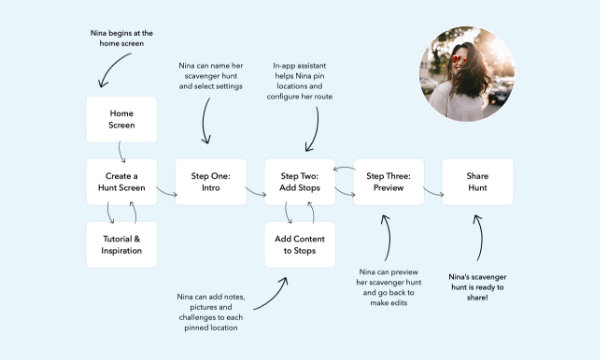 Nina begins at the
home screen
Nina can name her
scavenger hunt
and select settings
In-app assistant
helps Nina pin
locations and
configure her route
Home
Screen
Create a
Hunt Screen
Step One:
Intro
Step Two:
Add Stops
Step Three:
Preview
Share
Hunt
Tutorial &
Inspiration
Add Content
to Stops
Nina can add notes,
pictures and
challenges to each
pinned location
Nina can preview
her scavenger hunt
and go back to
make edits
Nina's scavenger
hunt is ready to
share!